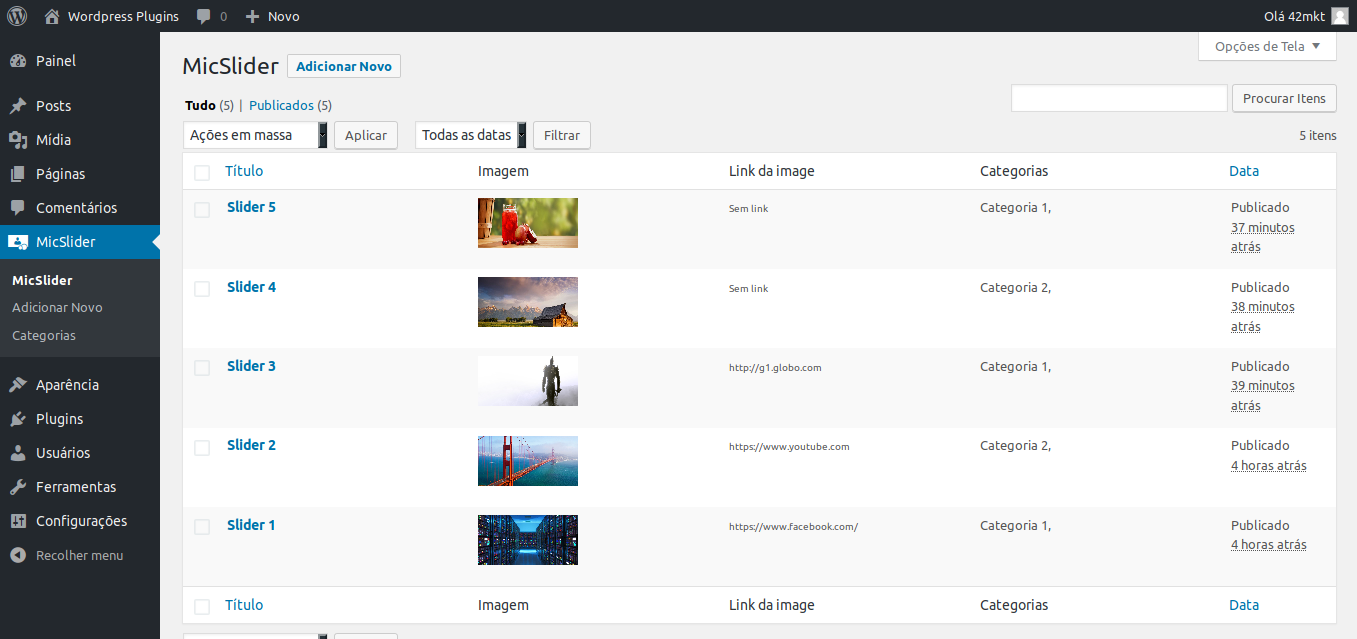 Wordpress Plugins 0 Novo Olá 42mkt
Painel
Posts
Mídia
Páginas
Comentários
MicSlider
MicSlider
Adicionar Novo
Categorias
Aparência
Plugins
Usuários
Ferramentas
Configurações
Recolher menu
Opções de Tela
MicSlider Adicionar Novo
Tudo (5) | Publicados (5)
Procurar Itens
Ações em massa Aplicar Todas as datas Filtrar 5 itens
Título Imagem Link da image Categorias Data
Slider 5 Sem link Categoria 1, Publicado
37 minutos
atrás
Slider 4 Sem link Categoria 2, Publicado
38 minutos
atrás
Slider 3 http://g1.globo.com Categoria 1, Publicado
39 minutos
atrás
Slider 2 https://www.youtube.com Categoria 2, Publicado
4 horas atrás
Slider 1 https://www.facebook.com/ Categoria 1, Publicado
4 horas atrás
Título Imagem Link da image Categorias Data